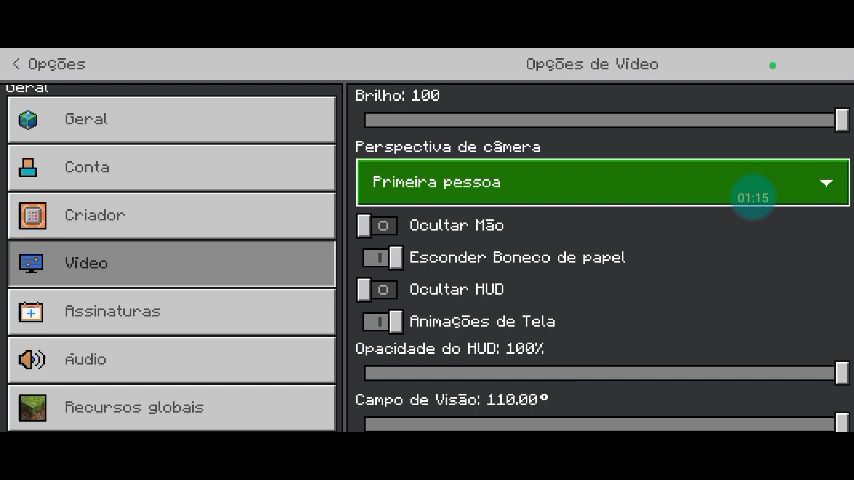 < Opções
Opções de Vídeo
Geral
Geral
Conta
Criador
Vídeo
Assinaturas
Áudio
Recursos globais
Brilho: 100
Perspectiva de câmera
Primeira pessoa
01:15
Ocultar Mão
Esconder Boneco de papel
Ocultar HUD
Animações de Tela
Opacidade do HUD: 100%
Campo de Visão: 110.00°